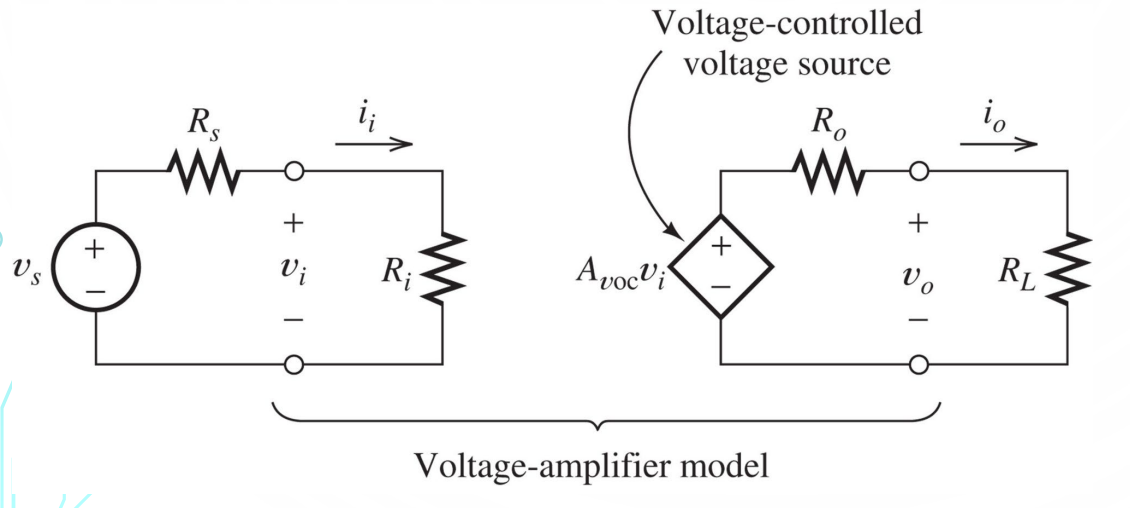 Voltage-controlled
voltage source
R_s
i_i
R_o
i_o
+
+
v_s
+
−
v_i
R_i
A_{voc}v_i
+
−
v_o
R_L
−
−
Voltage-amplifier model